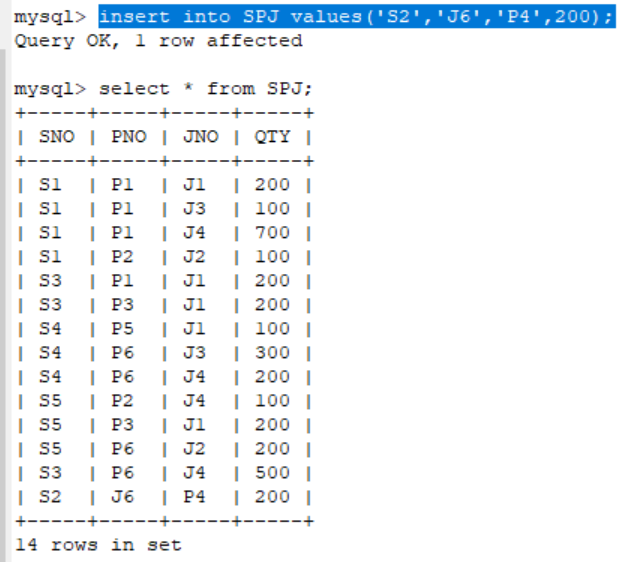 mysql> insert into SPJ values('S2','J6','P4',200);
Query OK, 1 row affected
mysql> select * from SPJ;
+-----+-----+-----+-----+
| SNO | PNO | JNO | QTY |
+-----+-----+-----+-----+
| S1 | P1 | J1 | 200 |
| S1 | P1 | J3 | 100 |
| S1 | P1 | J4 | 700 |
| S1 | P2 | J2 | 100 |
| S3 | P1 | J1 | 200 |
| S3 | P3 | J1 | 200 |
| S4 | P5 | J1 | 100 |
| S4 | P6 | J3 | 300 |
| S4 | P6 | J4 | 200 |
| S5 | P2 | J4 | 100 |
| S5 | P3 | J1 | 200 |
| S5 | P6 | J2 | 200 |
| S3 | P6 | J4 | 500 |
| S2 | J6 | P4 | 200 |
+-----+-----+-----+-----+
14 rows in set